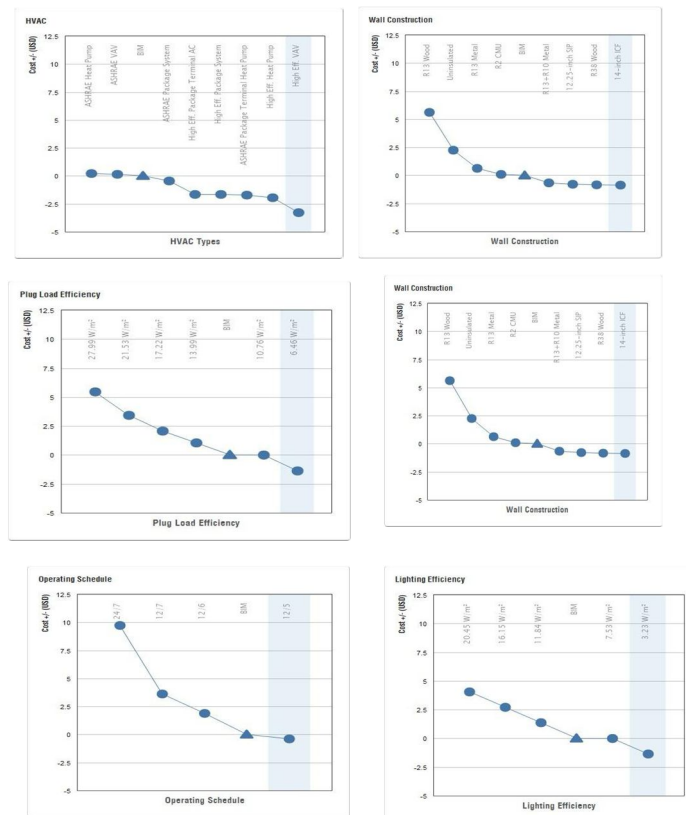 HVAC
Cost +/- (USD)
12.5
10
7.5
5
2.5
0
-2.5
-5
ASHRAE Heat Pump
ASHRAE VAV
BIM
ASHRAE Package System
High Eff. Package Terminal AC
High Eff. Package System
ASHRAE Package Terminal Heat Pump
High Eff. Heat Pump
High Eff. VAV
HVAC Types
Wall Construction
Cost +/- (USD)
12.5
10
7.5
5
2.5
0
-2.5
-5
R13 Wood
Uninsulated
R13 Metal
R2 CMU
BIM
R13+R10 Metal
12.25-inch SIP
R38 Wood
14-inch ICF
Wall Construction
Plug Load Efficiency
Cost +/- (USD)
12.5
10
7.5
5
2.5
0
-2.5
-5
27.99 W/m²
21.53 W/m²
17.22 W/m²
13.99 W/m²
BIM
10.76 W/m²
6.46 W/m²
Plug Load Efficiency
Wall Construction
Cost +/- (USD)
12.5
10
7.5
5
2.5
0
-2.5
-5
R13 Wood
Uninsulated
R13 Metal
R2 CMU
BIM
R13+R10 Metal
12.25-inch SIP
R38 Wood
14-inch ICF
Wall Construction
Operating Schedule
Cost +/- (USD)
12.5
10
7.5
5
2.5
0
-2.5
-5
24/7
12/7
12/6
BIM
12/5
Operating Schedule
Lighting Efficiency
Cost +/- (USD)
12.5
10
7.5
5
2.5
0
-2.5
-5
20.45 W/m²
16.15 W/m²
11.84 W/m²
BIM
7.53 W/m²
3.23 W/m²
Lighting Efficiency